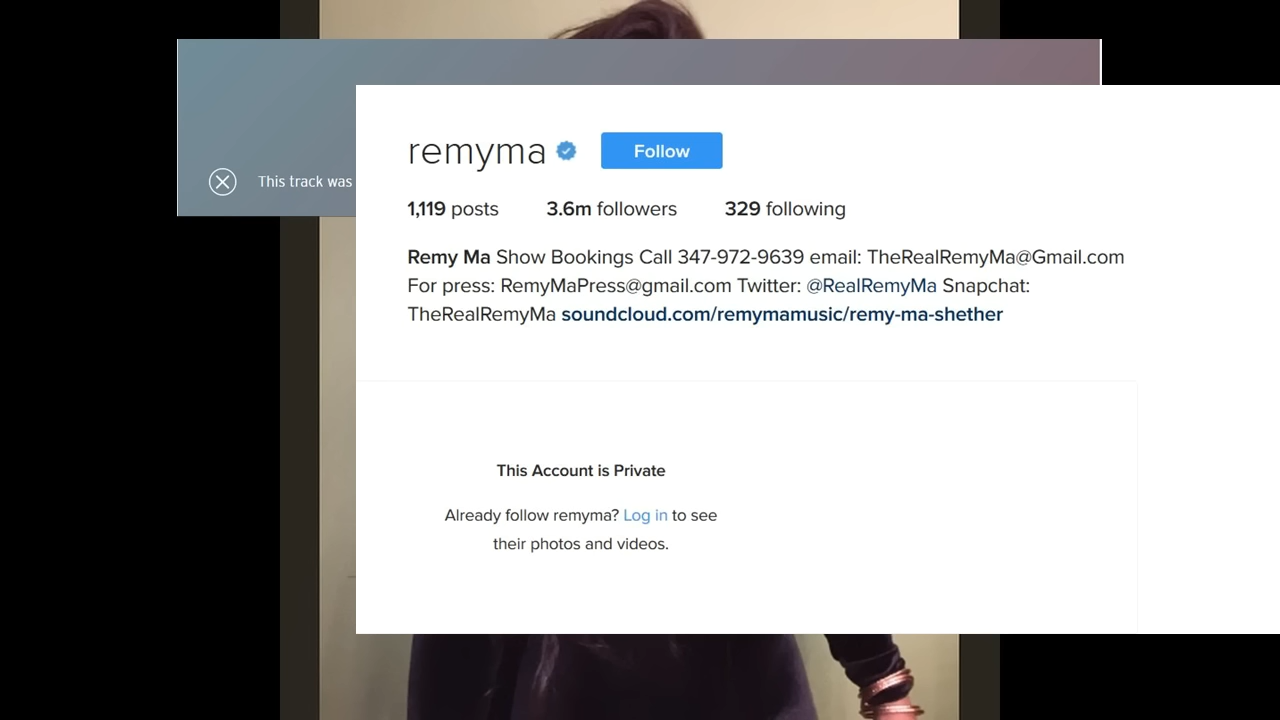 This track was
remyma Follow
1,119 posts 3.6m followers 329 following
Remy Ma Show Bookings Call 347-972-9639 email: TheRealRemyMa@Gmail.com
For press: RemyMaPress@gmail.com Twitter: @RealRemyMa Snapchat:
TheRealRemyMa soundcloud.com/remymamusic/remy-ma-shether
This Account is Private
Already follow remyma? Log in to see
their photos and videos.